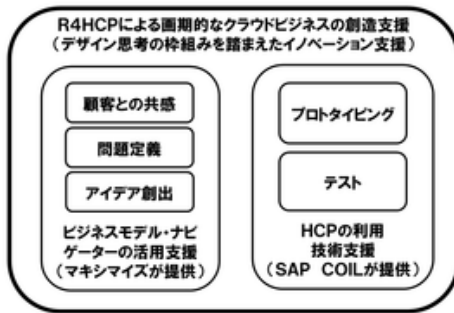 R4HCPによる画期的なクラウドビジネスの創造支援
（デザイン思考の枠組みを踏まえたイノベーション支援）
顧客との共感
問題定義
アイデア創出
ビジネスモデル・ナビ
ゲーターの活用支援
（マキシマイズが提供）
プロトタイピング
テスト
HCPの利用
技術支援
（SAP COILが提供）